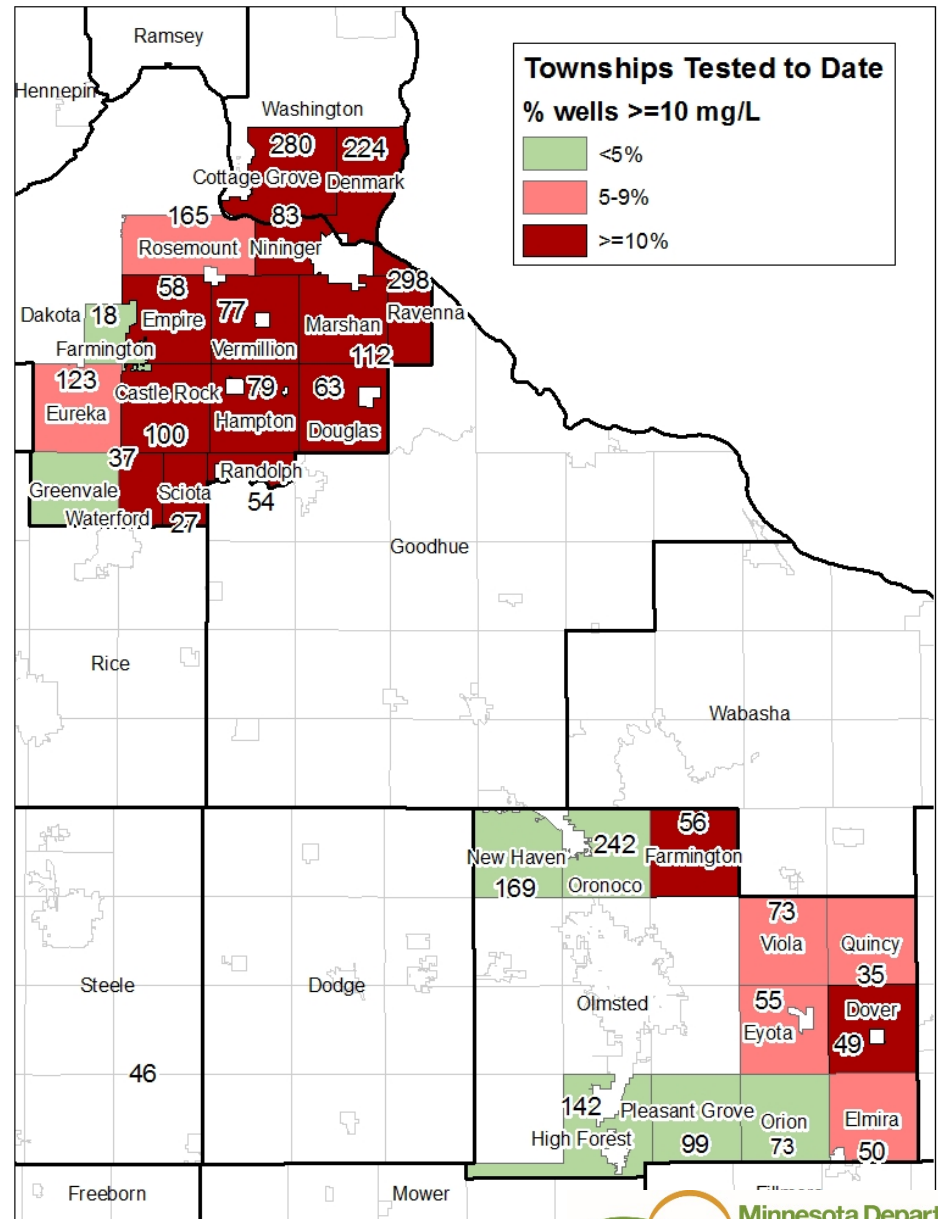 Ramsey
Hennepin
Washington
Townships Tested to Date
% wells >=10 mg/L
<5%
5-9%
>=10%
280
224
Cottage Grove
Denmark
165
83
Rosemount
Nininger
298
58
77
Ravenna
Dakota
18
Empire
Marshan
Farmington
Vermillion
112
123
Castle Rock
79
63
Eureka
Hampton
Douglas
100
37
Randolph
Greenvale
Sciota
54
Waterford
27
Goodhue
Rice
Wabasha
56
242
New Haven
Farmington
169
Oronoco
73
Viola
Quincy
35
Steele
Dodge
Olmsted
55
Dover
Eyota
49
46
142
Pleasant Grove
Orion
Elmira
High Forest
99
73
50
Freeborn
Mower
Minnesota Depart